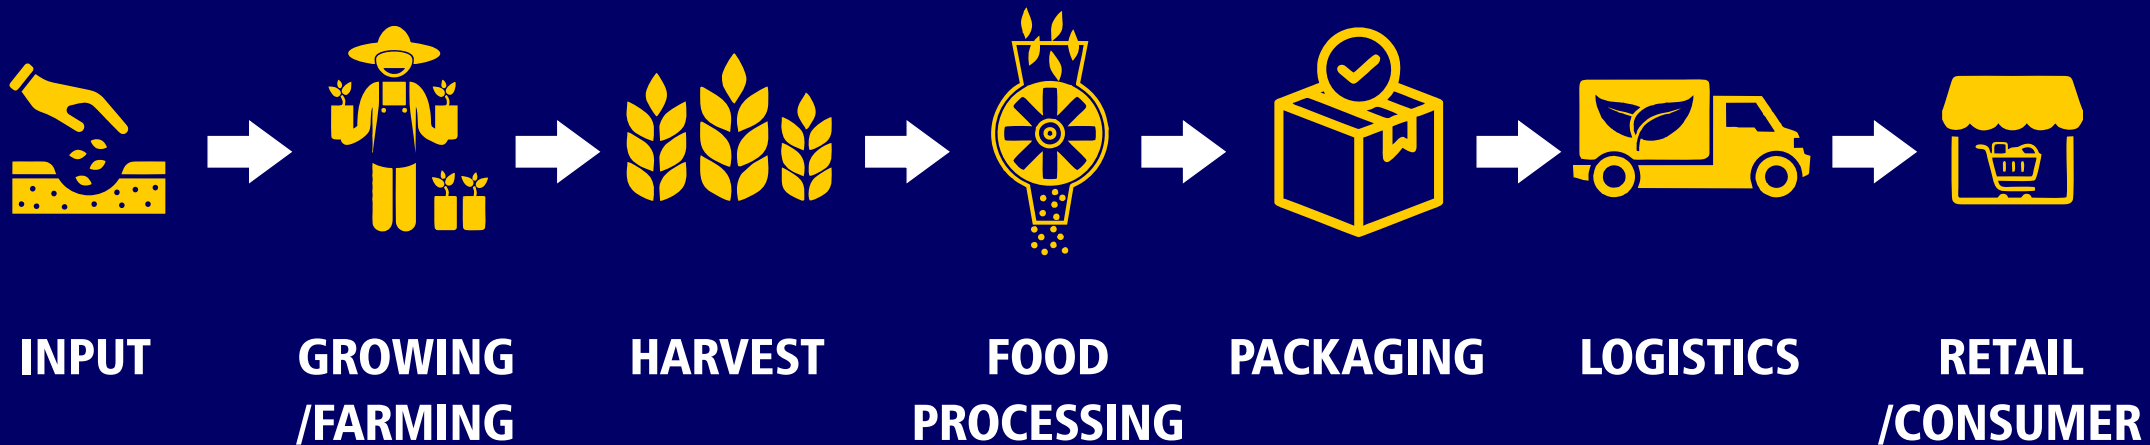 INPUT
GROWING
/FARMING
HARVEST
FOOD
PROCESSING
PACKAGING
LOGISTICS
RETAIL
/CONSUMER